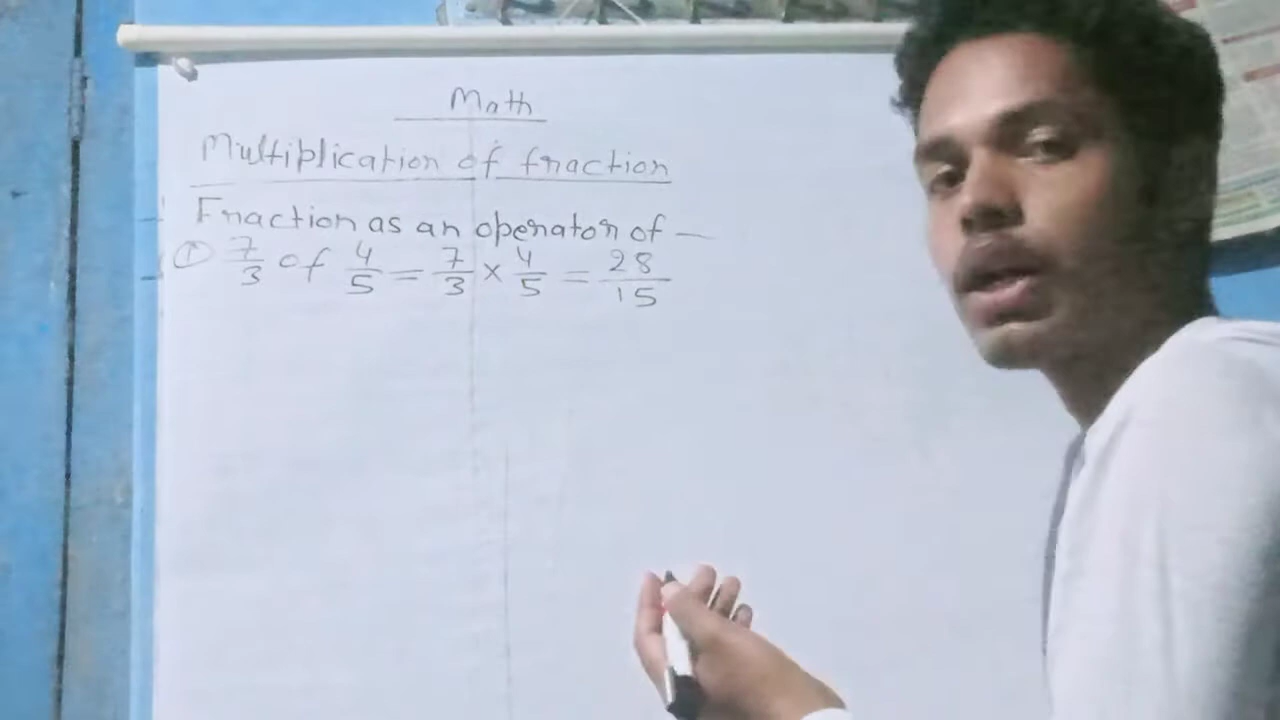 Math
Multiplication of fraction
Fraction as an operator of —
① 7/3 of 4/5 = 7/3 × 4/5 = 28/15